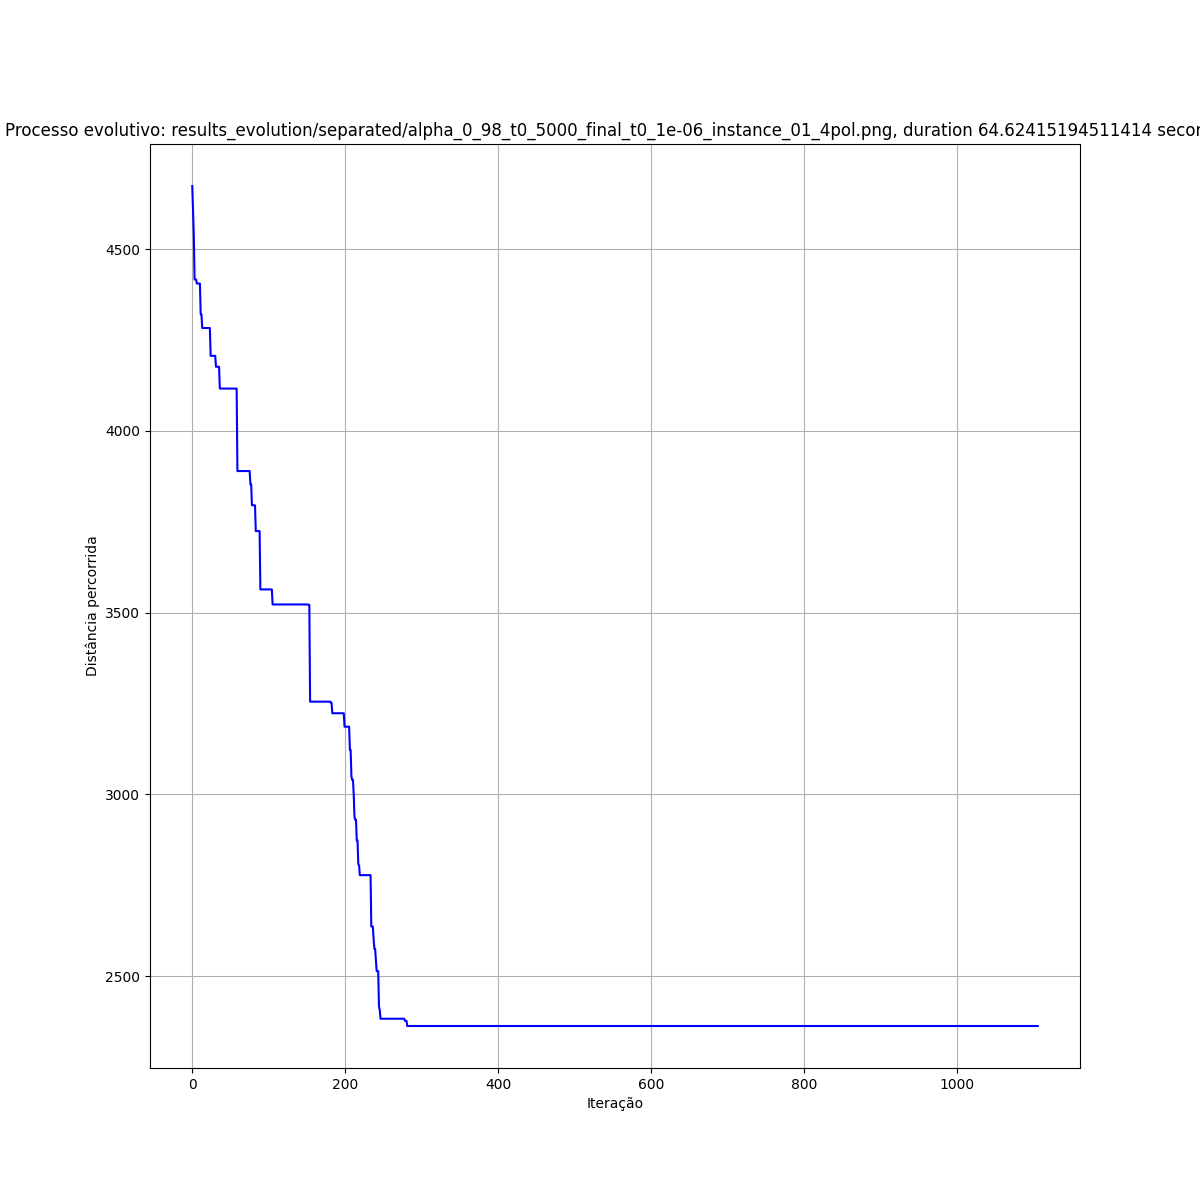 Processo evolutivo: results_evolution/separated/alpha_0_98_t0_5000_final_t0_1e-06_instance_01_4pol.png, duration 64.62415194511414
4500
4000
3500
3000
2500
Distância percorrida
0 200 400 600 800 1000
Iteração